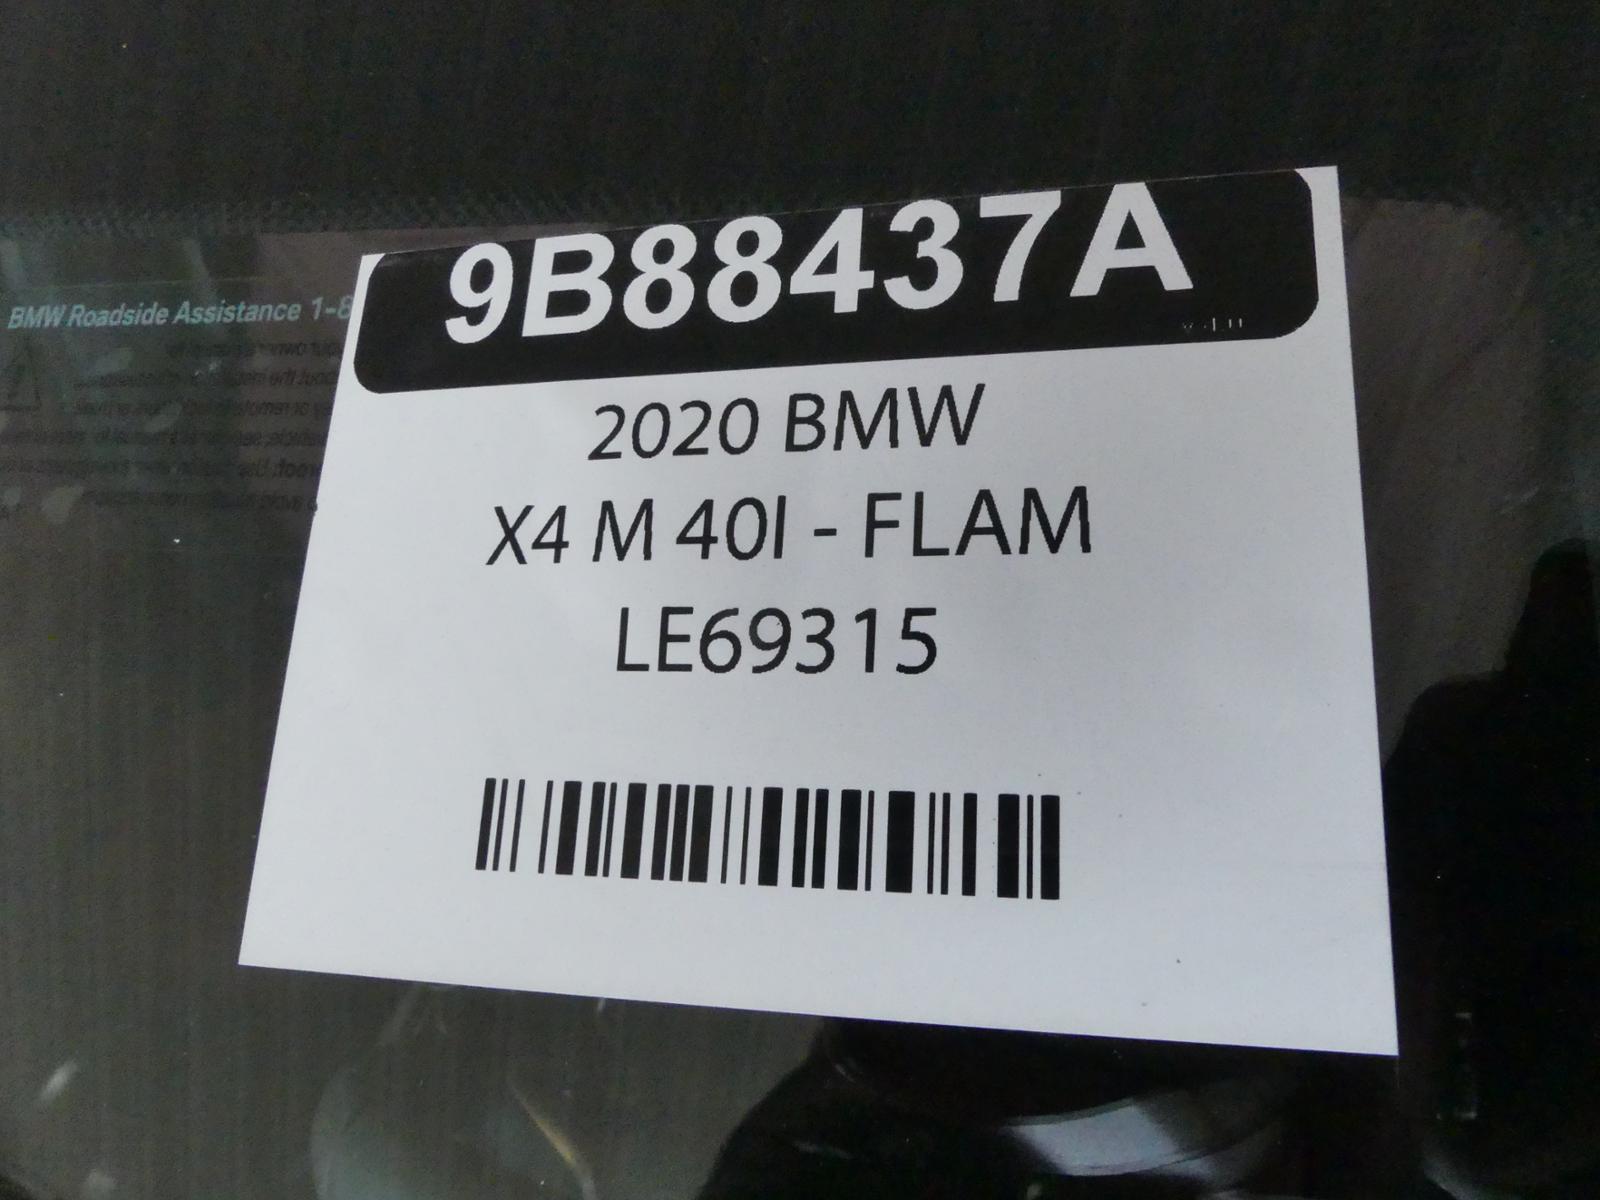 9B88437A
2020 BMW
X4 M 40I - FLAM
LE69315
BMW Roadside Assistance 1-8